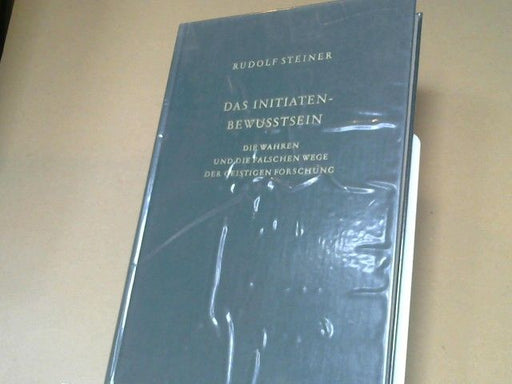 RUDOLF STEINER
DAS INITIATEN-
BEWUSSTSEIN
DIE WAHREN
UND DIE FALSCHEN WEGE
DER GEISTIGEN FORSCHUNG